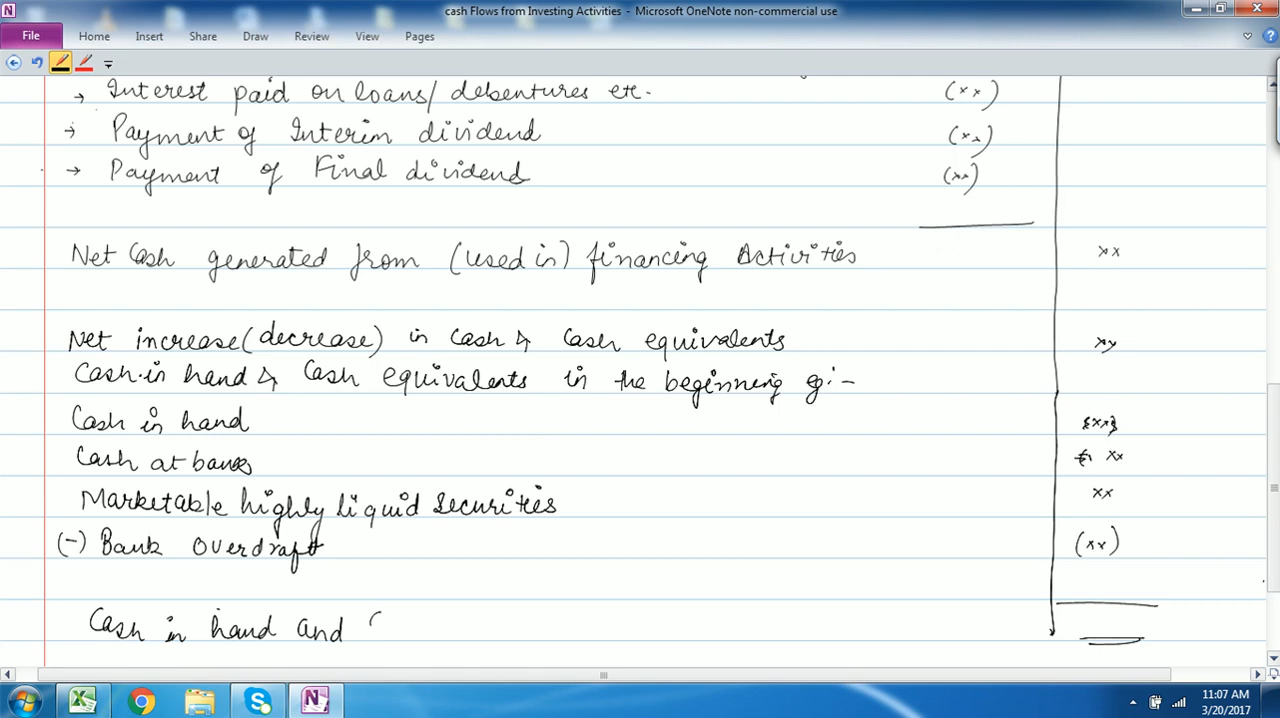 cash Flows from Investing Activities - Microsoft OneNote non-commercial use
File Home Insert Share Draw Review View Pages
→ Interest paid on loans/ debentures etc. (xx)
→ Payment of Interim dividend (xx)
→ Payment of Final dividend (xx)
Net Cash generated from (used in) financing Activities xx
Net increase(decrease) in Cash & Cash equivalents xy
Cash in hand & Cash equivalents in the beginning :-
Cash in hand {xx}
Cash at bank xx
Marketable highly liquid securities xx
(-) Bank overdraft (xx)
Cash in hand and
11:07 AM
3/20/2017